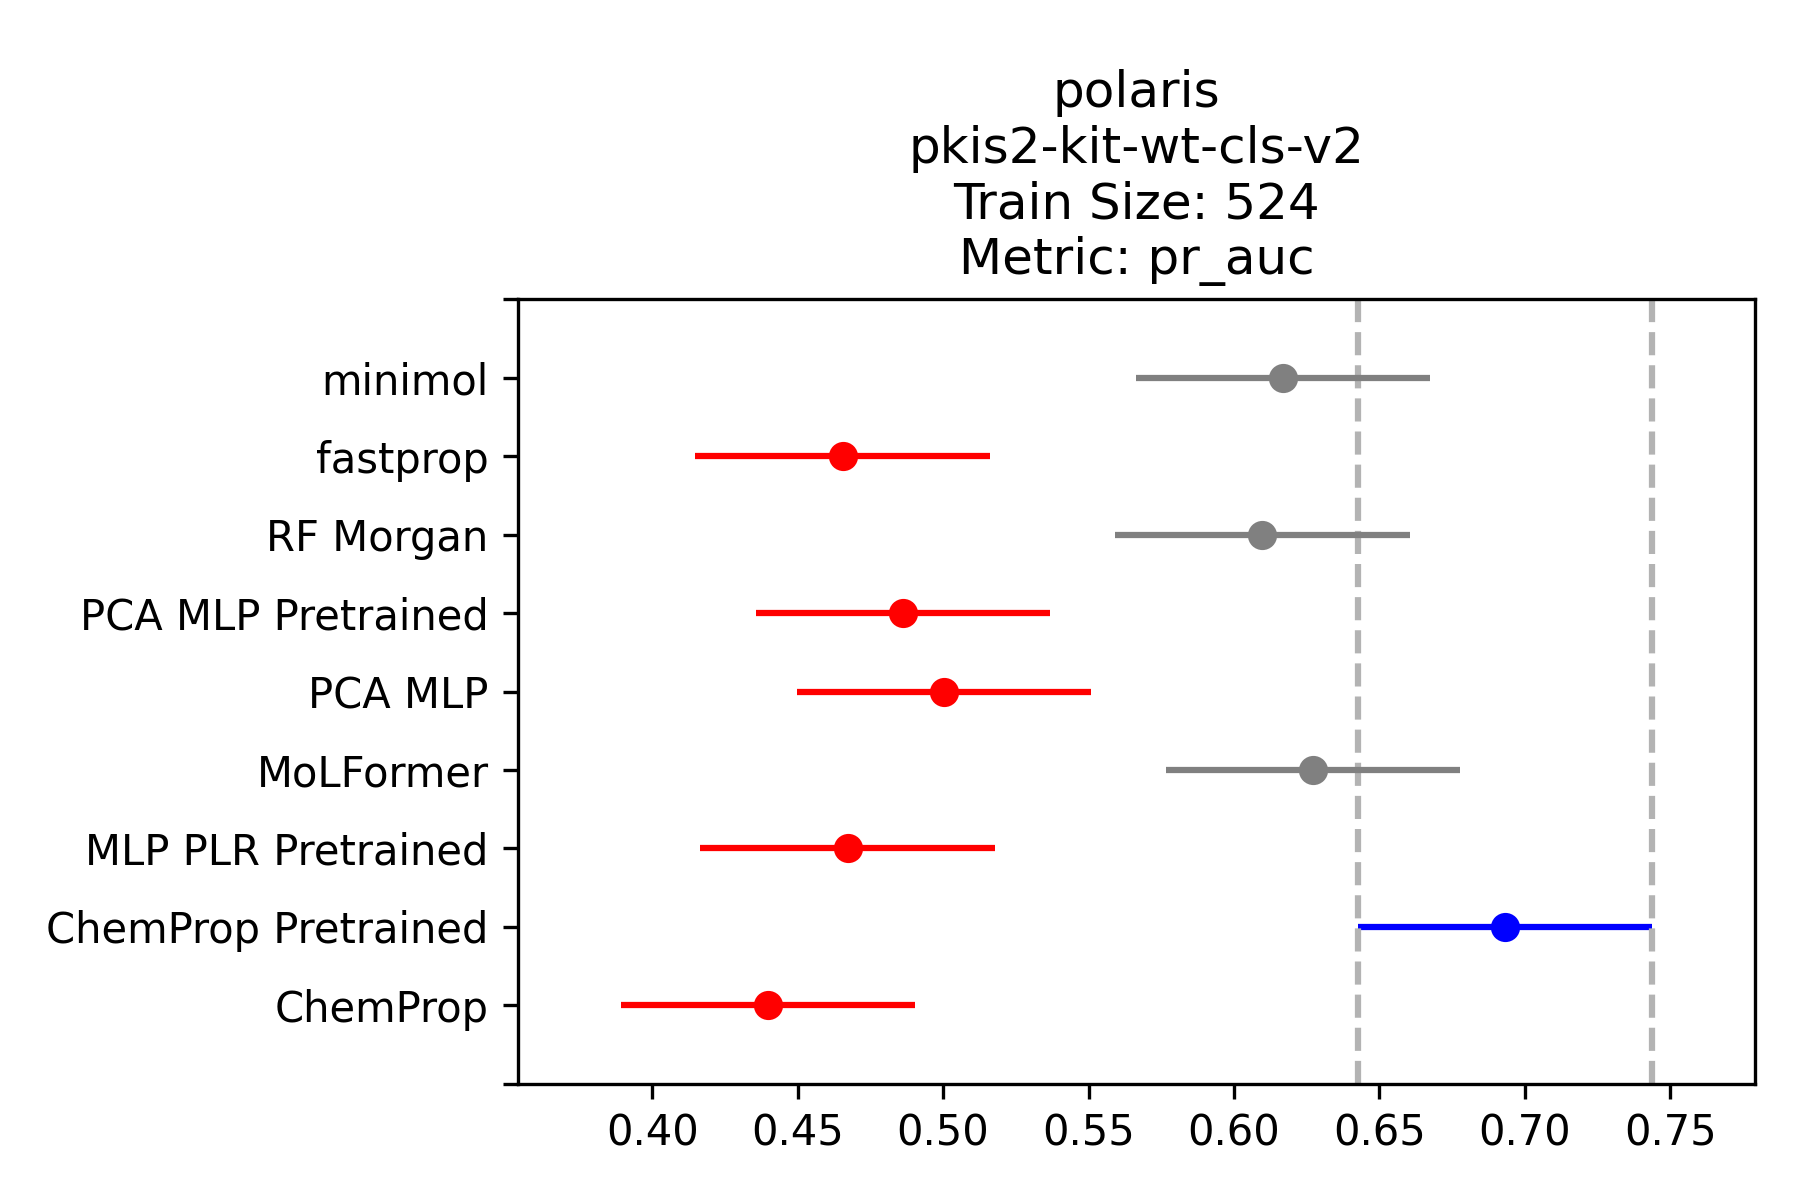 polaris
pkis2-kit-wt-cls-v2
Train Size: 524
Metric: pr_auc
minimol
fastprop
RF Morgan
PCA MLP Pretrained
PCA MLP
MoLFormer
MLP PLR Pretrained
ChemProp Pretrained
ChemProp
0.40 0.45 0.50 0.55 0.60 0.65 0.70 0.75